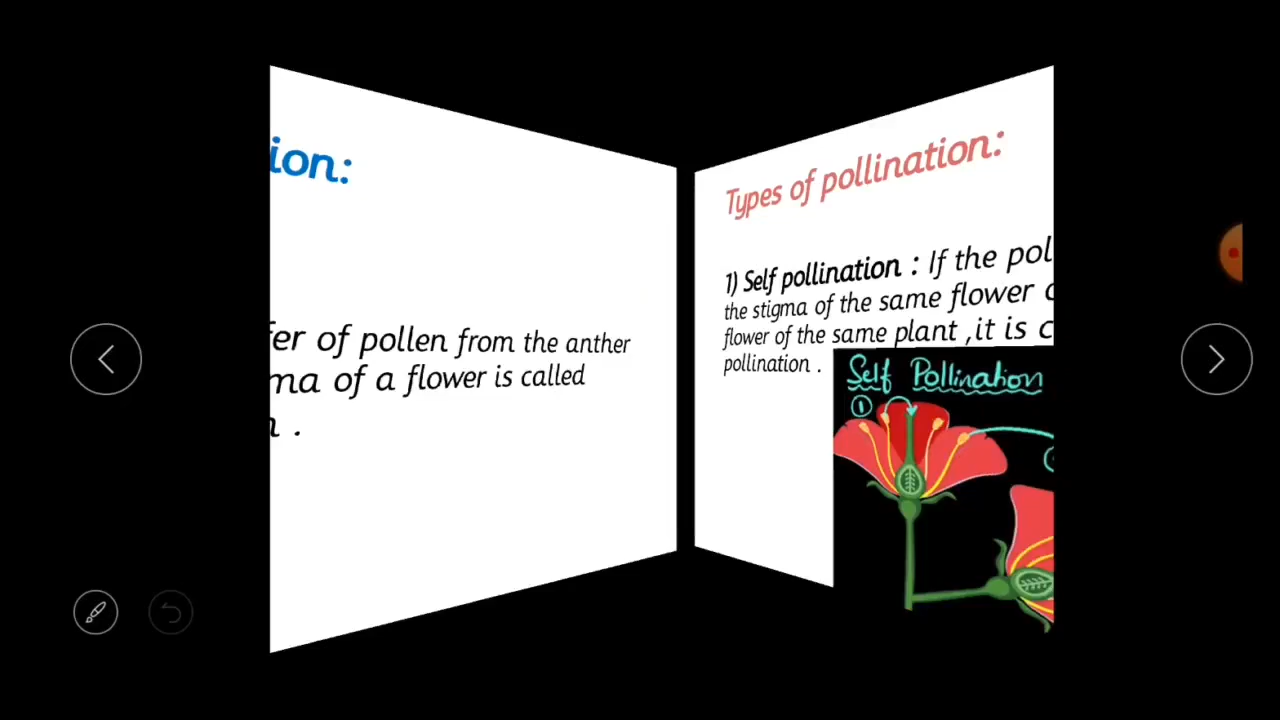 ion:
fer of pollen from the anther
ma of a flower is called
.
Types of pollination:
1) Self pollination : If the pol
the stigma of the same flower
flower of the same plant ,it is c
pollination .
Self Pollination
1